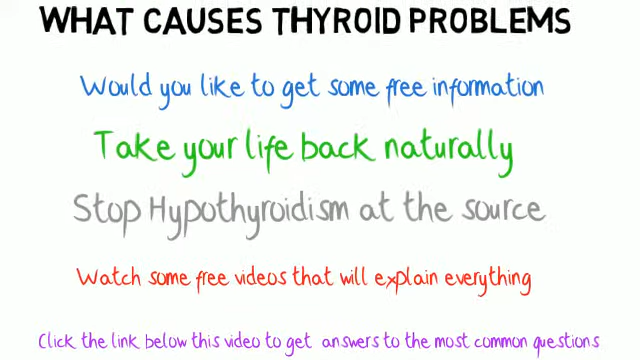 WHAT CAUSES THYROID PROBLEMS
Would you like to get some free information
Take your life back naturally
Stop Hypothyroidism at the source
Watch some free videos that will explain everything
Click the link below this video to get answers to the most common questions